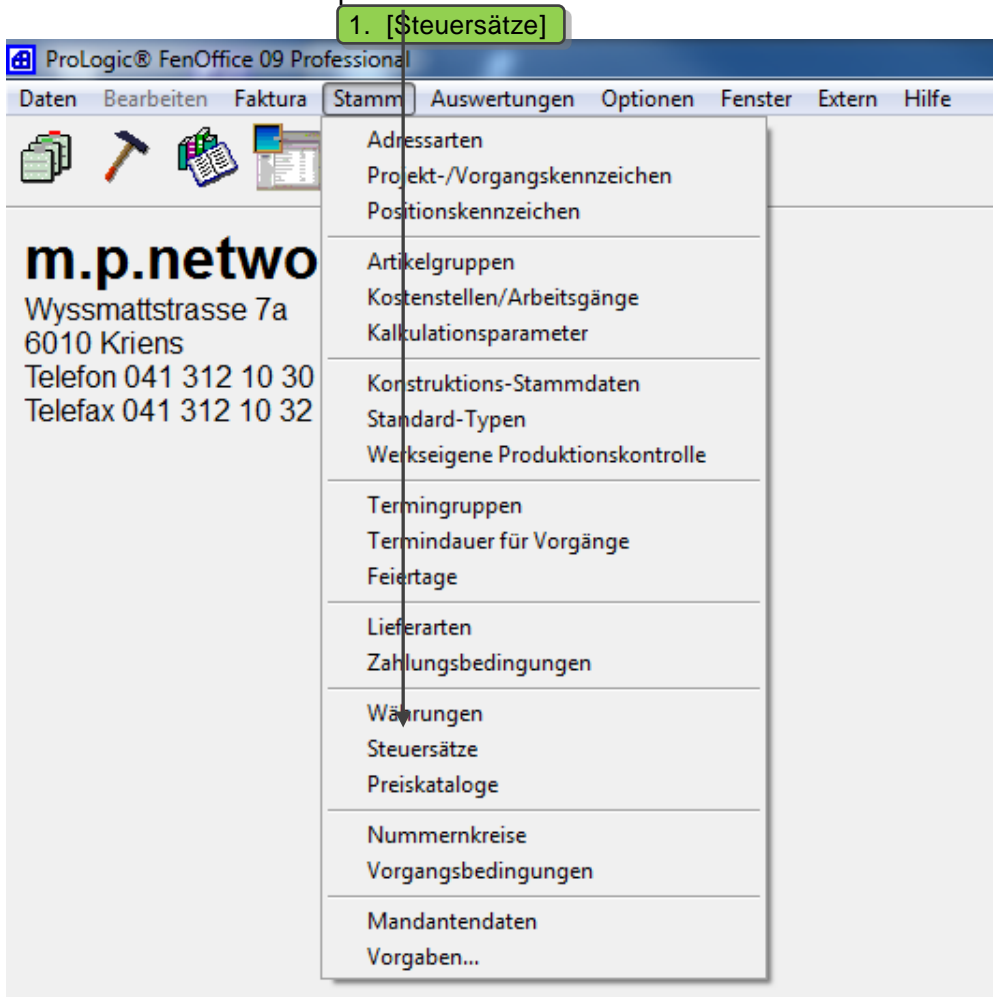 1. [Steuersätze]
ProLogic® FenOffice 09 Professional
Daten Bearbeiten Faktura Stamm Auswertungen Optionen Fenster Extern Hilfe
Adressarten
Projekt-/Vorgangskennzeichen
Positionskennzeichen
m.p.netwo
Wyssmattstrasse 7a
6010 Kriens
Telefon 041 312 10 30
Telefax 041 312 10 32
Artikelgruppen
Kostenstellen/Arbeitsgänge
Kalkulationsparameter
Konstruktions-Stammdaten
Standard-Typen
Werkseigene Produktionskontrolle
Termingruppen
Termindauer für Vorgänge
Feiertage
Lieferarten
Zahlungsbedingungen
Währungen
Steuersätze
Preiskataloge
Nummernkreise
Vorgangsbedingungen
Mandantendaten
Vorgaben...